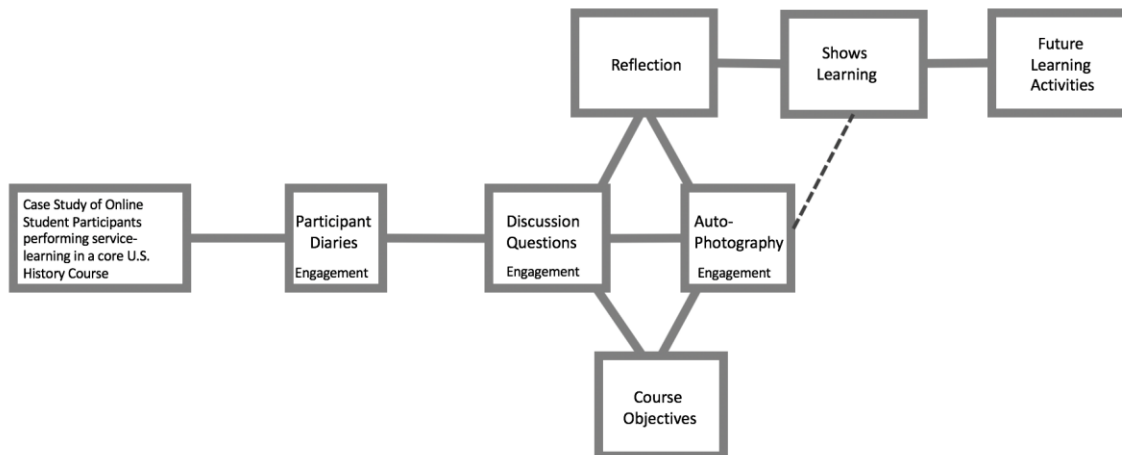 Reflection
Shows
Learning
Future
Learning
Activities
Case Study of Online
Student Participants
performing service-
learning in a core U.S.
History Course
Participant
Diaries
Engagement
Discussion
Questions
Engagement
Auto-
Photography
Engagement
Course
Objectives